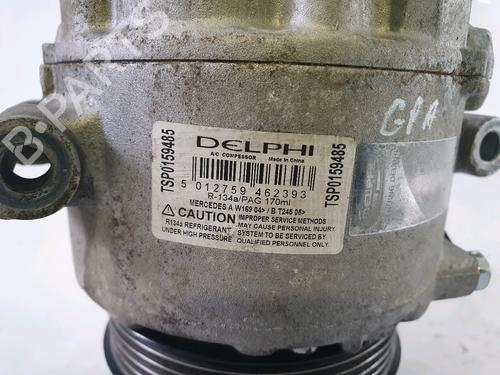 B-PARTS
GPA
DELPHI
A/C COMPESSOR Made in China
TSP0159485
5 012759 462393
TSP0159485
R-134a/PAG 170ml
MERCEDES A W169 04> / B T245 05>
CAUTION
R134a REFRIGERANT
UNDER HIGH PRESSURE
IMPROPER SERVICE METHODS
MAY CAUSE PERSONAL INJURY
SYSTEM TO BE SERVICED BY
QUALIFIED PERSONNEL ONLY.